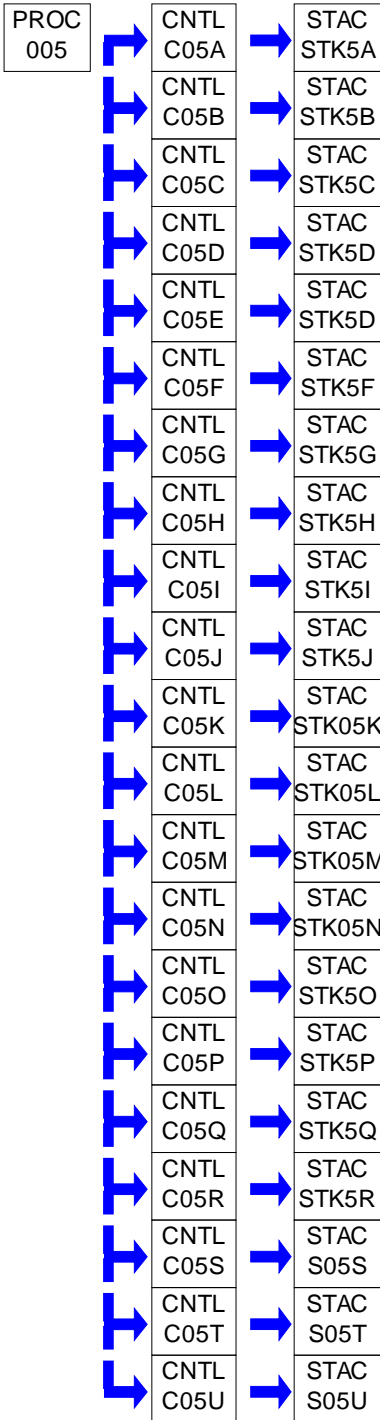 PROC
005
CNTL
C05A
STAC
STK5A
CNTL
C05B
STAC
STK5B
CNTL
C05C
STAC
STK5C
CNTL
C05D
STAC
STK5D
CNTL
C05E
STAC
STK5D
CNTL
C05F
STAC
STK5F
CNTL
C05G
STAC
STK5G
CNTL
C05H
STAC
STK5H
CNTL
C05I
STAC
STK5I
CNTL
C05J
STAC
STK5J
CNTL
C05K
STAC
STK05K
CNTL
C05L
STAC
STK05L
CNTL
C05M
STAC
STK05M
CNTL
C05N
STAC
STK05N
CNTL
C05O
STAC
STK5O
CNTL
C05P
STAC
STK5P
CNTL
C05Q
STAC
STK5Q
CNTL
C05R
STAC
STK5R
CNTL
C05S
STAC
S05S
CNTL
C05T
STAC
S05T
CNTL
C05U
STAC
S05U